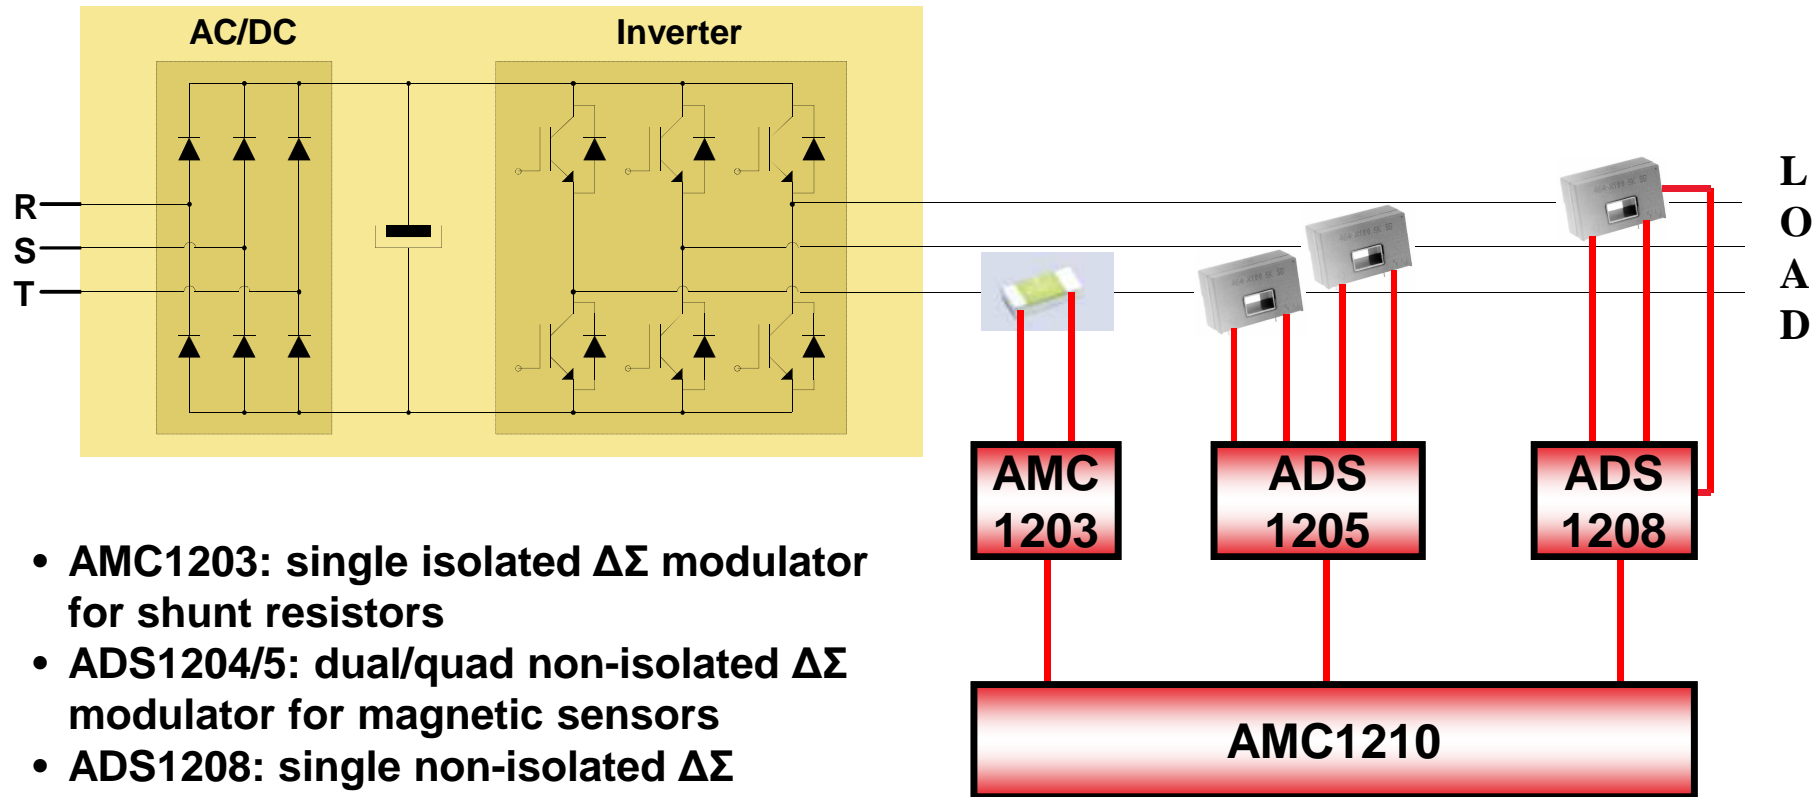 AC/DC
Inverter
R
S
T
L
O
A
D
AMC
1203
ADS
1205
ADS
1208
• AMC1203: single isolated ΔΣ modulator
for shunt resistors
• ADS1204/5: dual/quad non-isolated ΔΣ
modulator for magnetic sensors
• ADS1208: single non-isolated ΔΣ
AMC1210